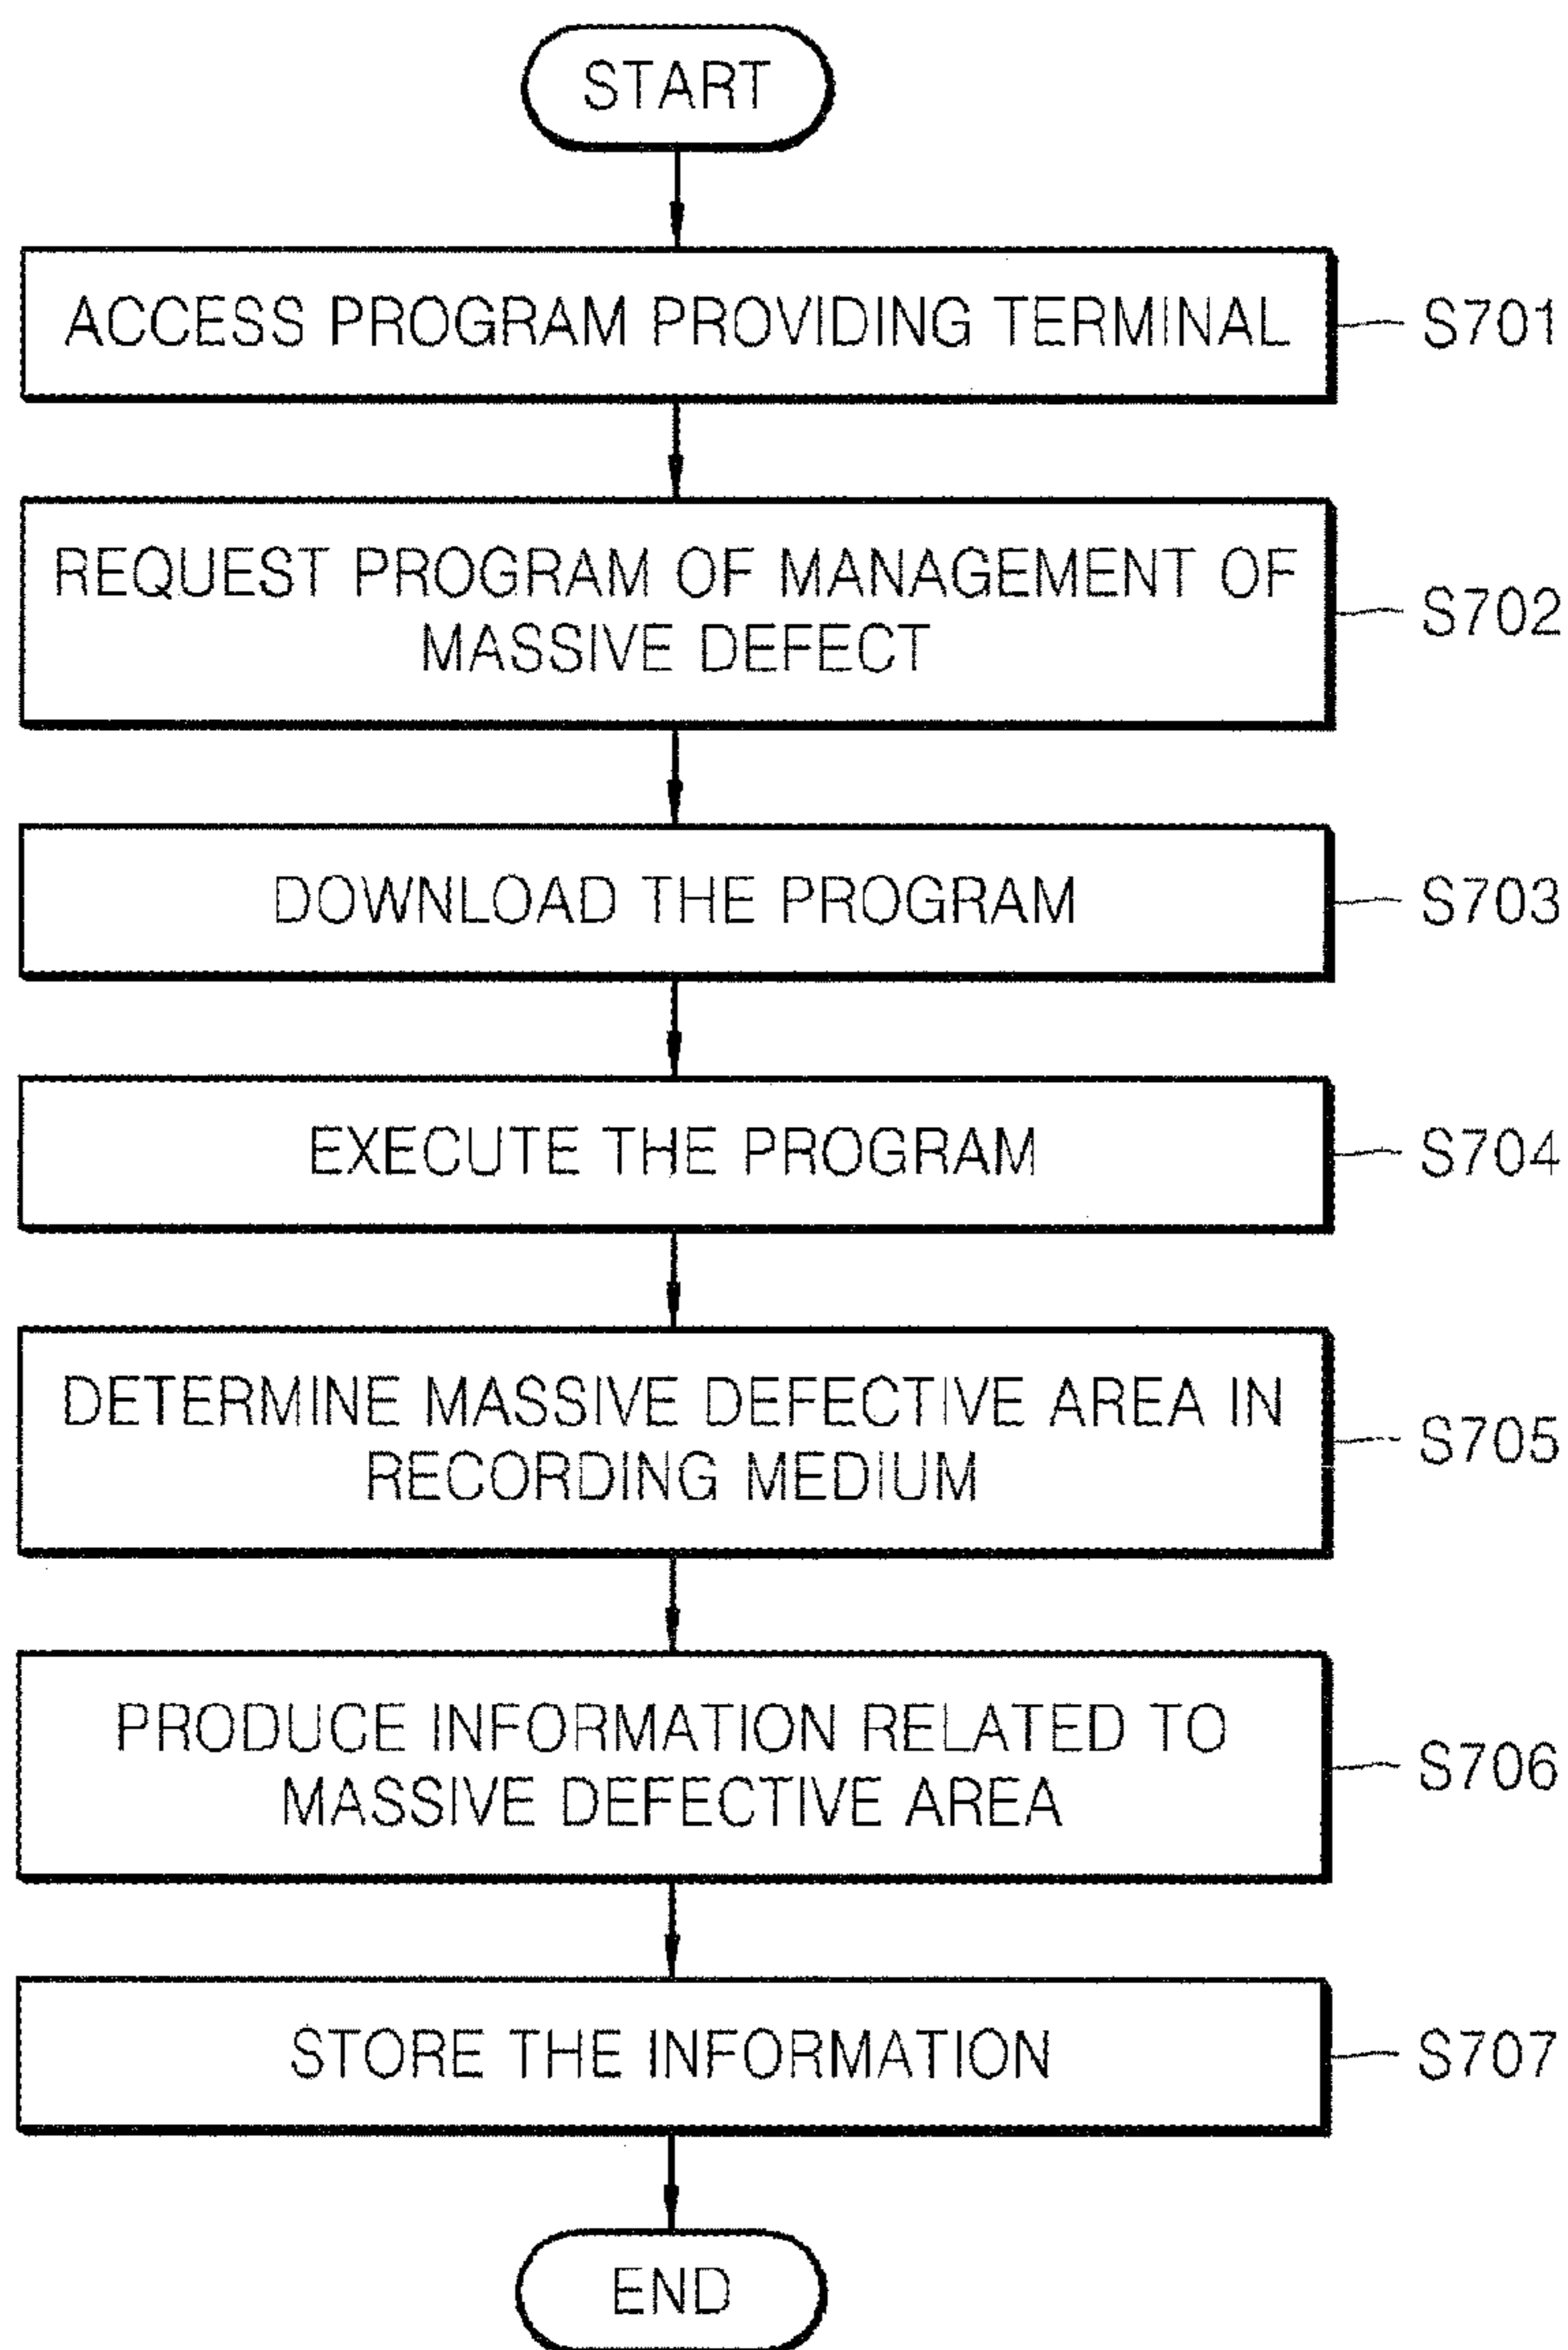 START
ACCESS PROGRAM PROVIDING TERMINAL
S701
REQUEST PROGRAM OF MANAGEMENT OF
MASSIVE DEFECT
S702
DOWNLOAD THE PROGRAM
S703
EXECUTE THE PROGRAM
S704
DETERMINE MASSIVE DEFECTIVE AREA IN
RECORDING MEDIUM
S705
PRODUCE INFORMATION RELATED TO
MASSIVE DEFECTIVE AREA
S706
STORE THE INFORMATION
S707
END